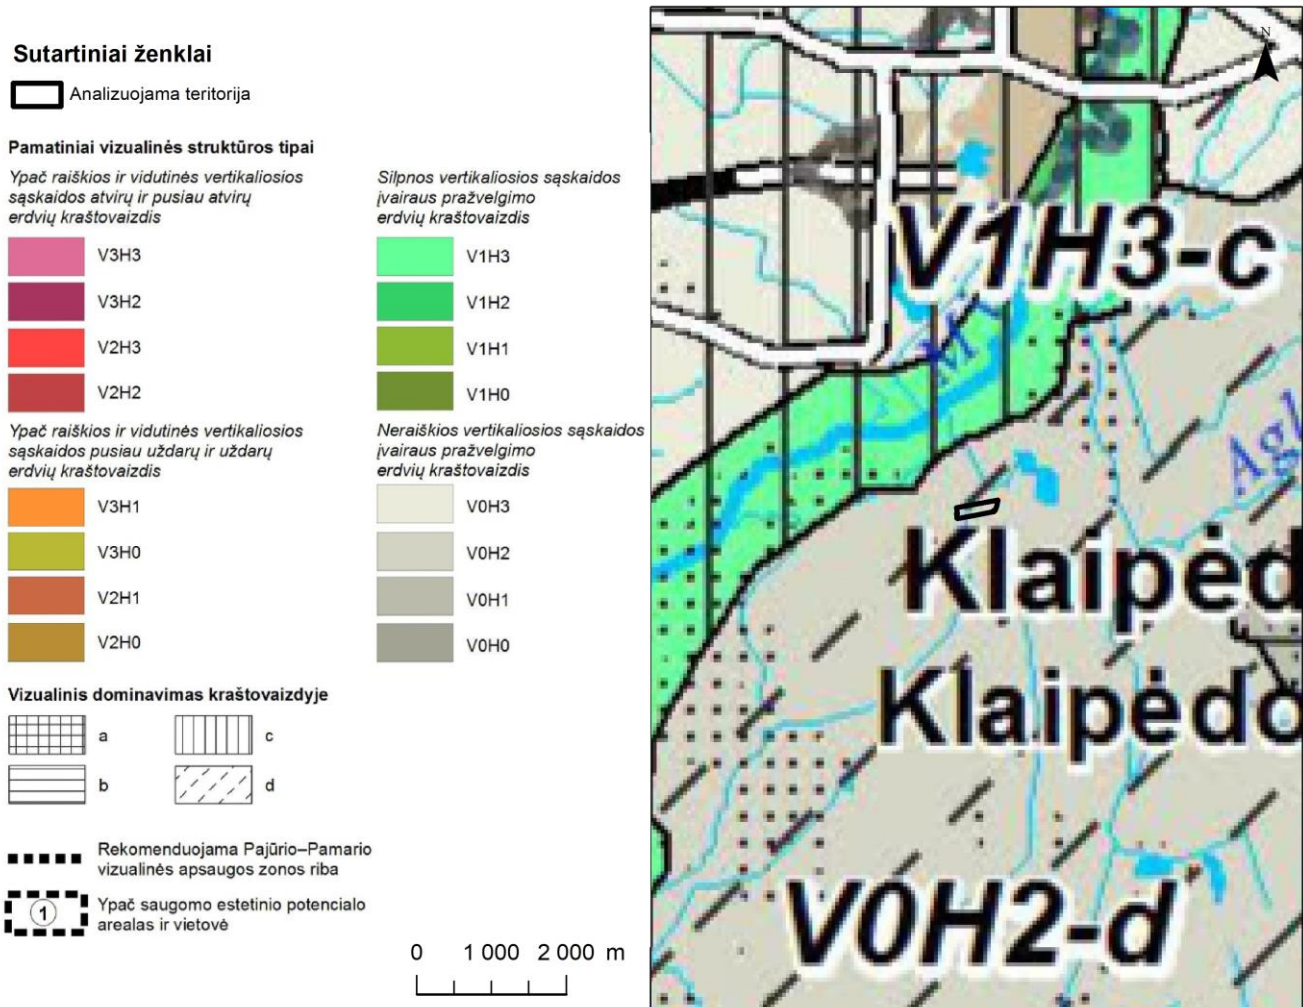 Sutartiniai ženklai
Analizuojama teritorija
Pamatiniai vizualinės struktūros tipai
Ypač raiškios ir vidutinės vertikaliosios
sąskaidos atvirų ir pusiau atvirų
erdvių kraštovaizdis
V3H3
V3H2
V2H3
V2H2
Ypač raiškios ir vidutinės vertikaliosios
sąskaidos pusiau uždarų ir uždarų
erdvių kraštovaizdis
V3H1
V3H0
V2H1
V2H0
Silpnos vertikaliosios sąskaidos
įvairaus pražvelgimo
erdvių kraštovaizdis
V1H3
V1H2
V1H1
V1H0
Neraiškios vertikaliosios sąskaidos
įvairaus pražvelgimo
erdvių kraštovaizdis
V0H3
V0H2
V0H1
V0H0
Vizualinis dominavimas kraštovaizdyje
a
c
b
d
Rekomenduojama Pajūrio–Pamario
vizualinės apsaugos zonos riba
1
Ypač saugomo estetinio potencialo
arealas ir vietovė
0 1 000 2 000 m
N
V1H3-c
M
Agl
Klaipėd
Klaipėdo
V0H2-d